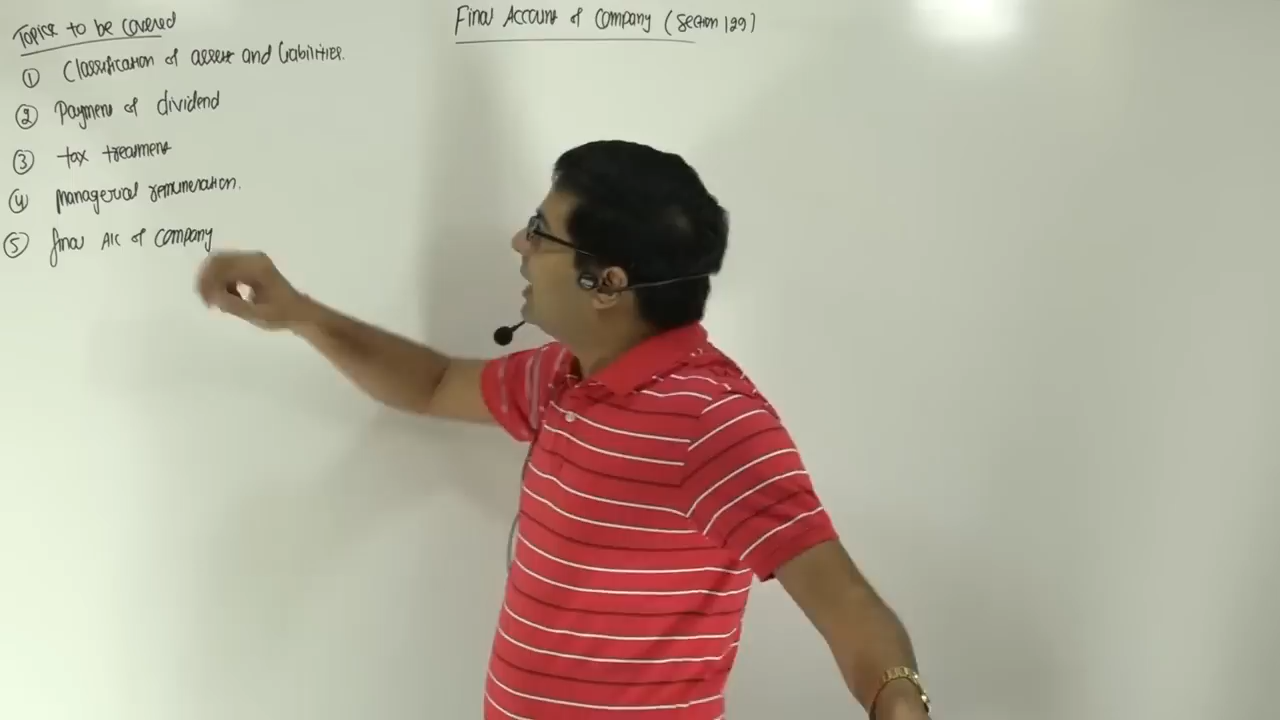 Topics to be covered
① Classification of assets and Liabilities.
② Payment of dividend
③ tax treatment
④ Managerial remuneration.
⑤ final A/c of company
Final Account of Company (Section 129)